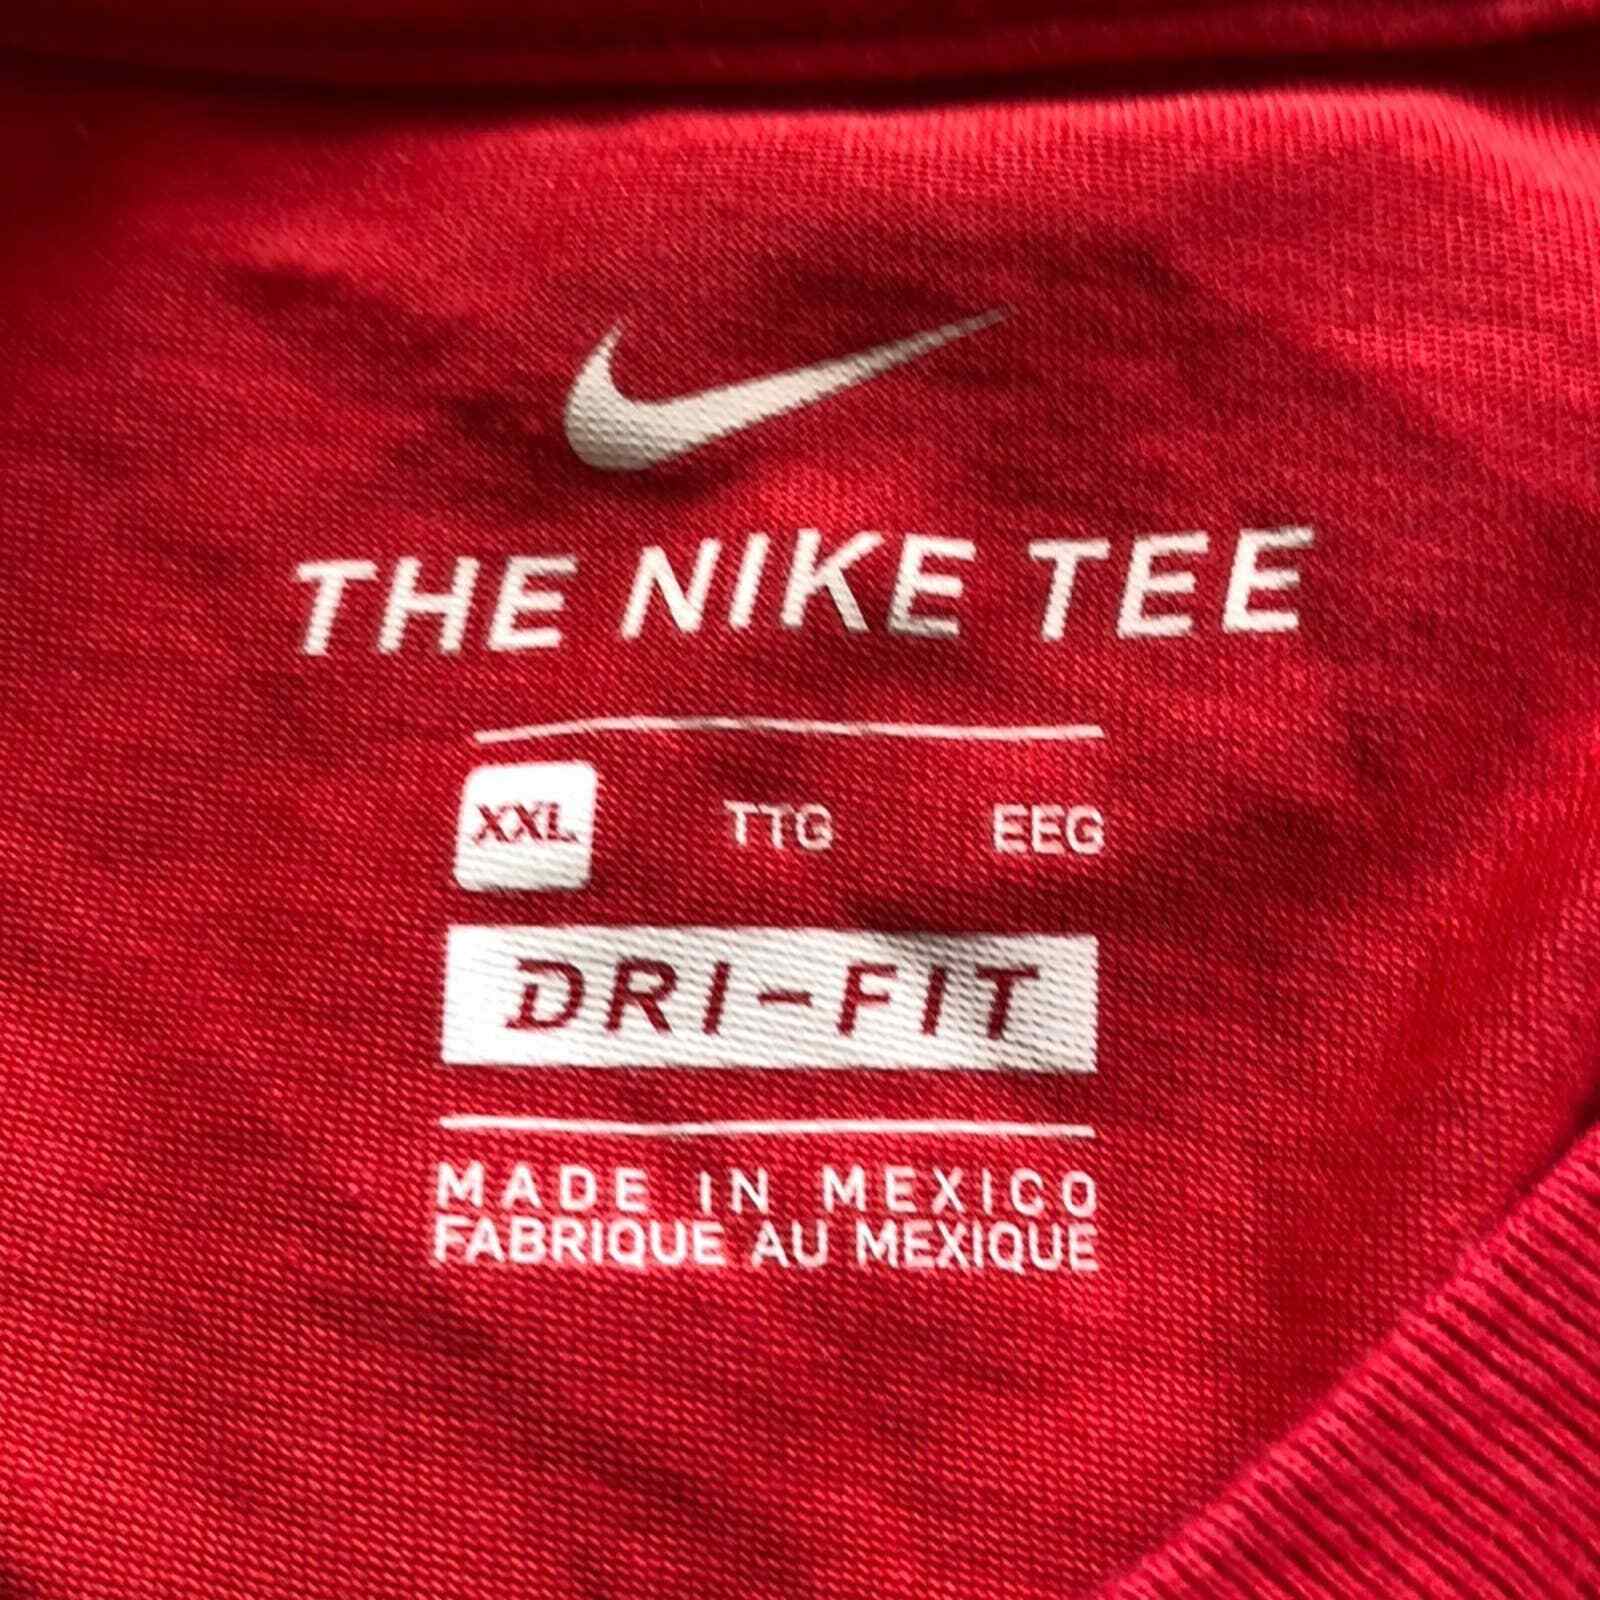 THE NIKE TEE
XXL TTG EEG
DRI-FIT
MADE IN MEXICO
FABRIQUE AU MEXIQUE